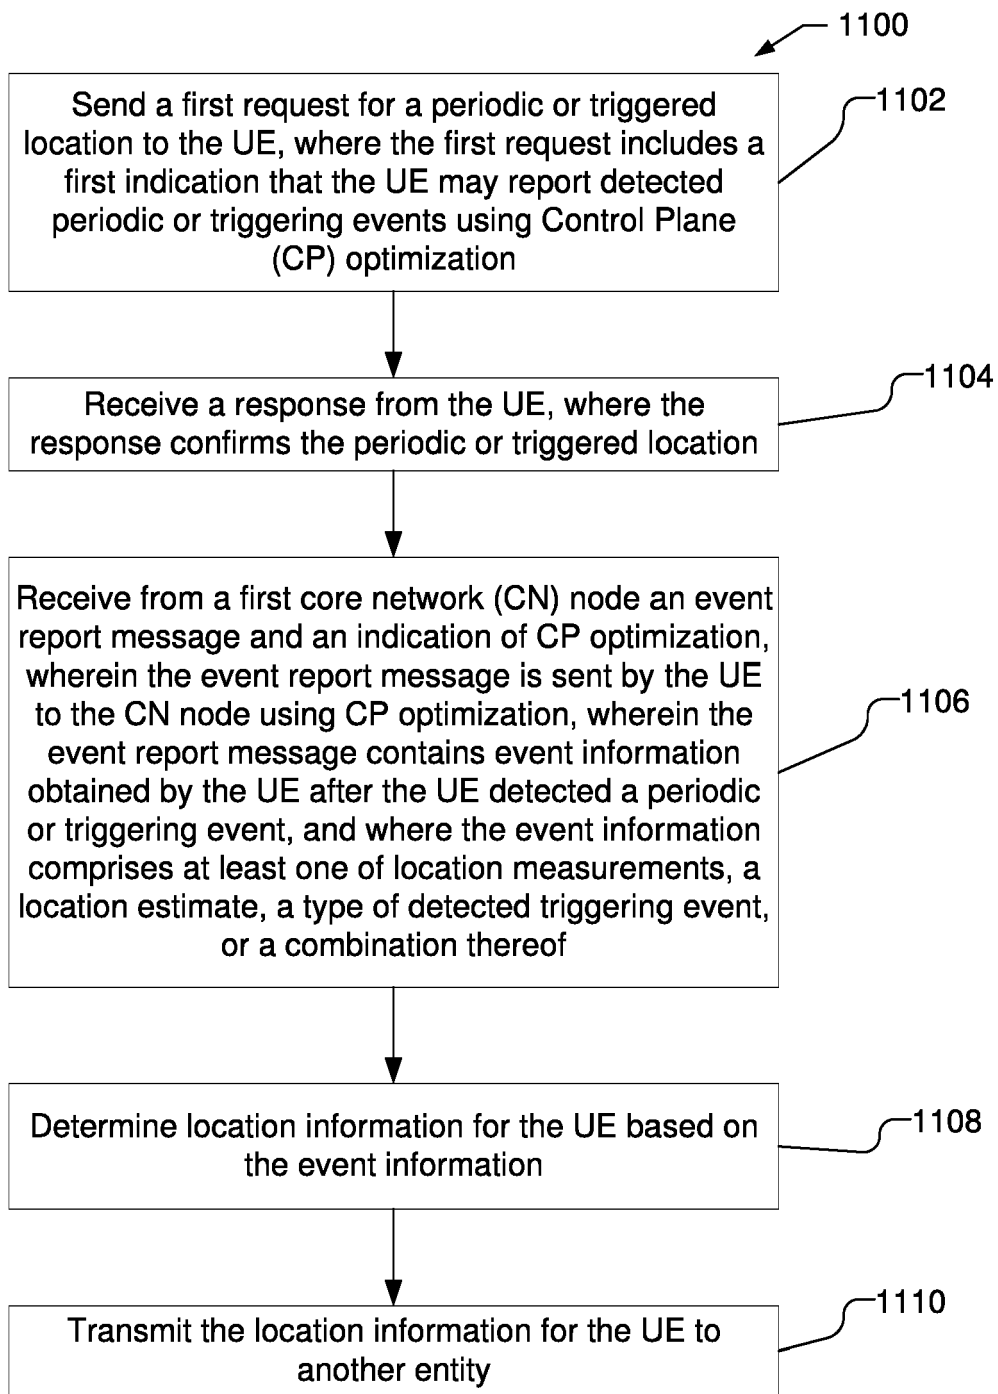 1100
Send a first request for a periodic or triggered
location to the UE, where the first request includes a
first indication that the UE may report detected
periodic or triggering events using Control Plane
(CP) optimization
1102
Receive a response from the UE, where the
response confirms the periodic or triggered location
1104
Receive from a first core network (CN) node an event
report message and an indication of CP optimization,
wherein the event report message is sent by the UE
to the CN node using CP optimization, wherein the
event report message contains event information
obtained by the UE after the UE detected a periodic
or triggering event, and where the event information
comprises at least one of location measurements, a
location estimate, a type of detected triggering event,
or a combination thereof
1106
Determine location information for the UE based on
the event information
1108
Transmit the location information for the UE to
another entity
1110